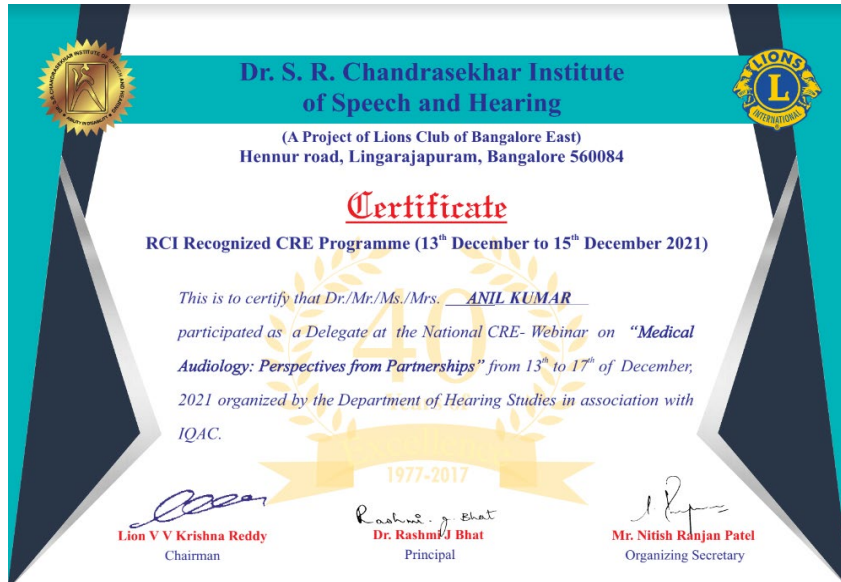 Dr. S. R. Chandrasekhar Institute
of Speech and Hearing
LIONS
L
INTERNATIONAL
(A Project of Lions Club of Bangalore East)
Hennur road, Lingarajapuram, Bangalore 560084
Certificate
RCI Recognized CRE Programme (13th December to 15th December 2021)
This is to certify that Dr./Mr./Ms./Mrs. ANIL KUMAR
participated as a Delegate at the National CRE- Webinar on "Medical
Audiology: Perspectives from Partnerships" from 13th to 17th of December,
2021 organized by the Department of Hearing Studies in association with
IQAC.
40
1977-2017
Rashmi. J. Bhat
Lion V V Krishna Reddy
Dr. Rashmi J Bhat
Mr. Nitish Ranjan Patel
Chairman
Principal
Organizing Secretary